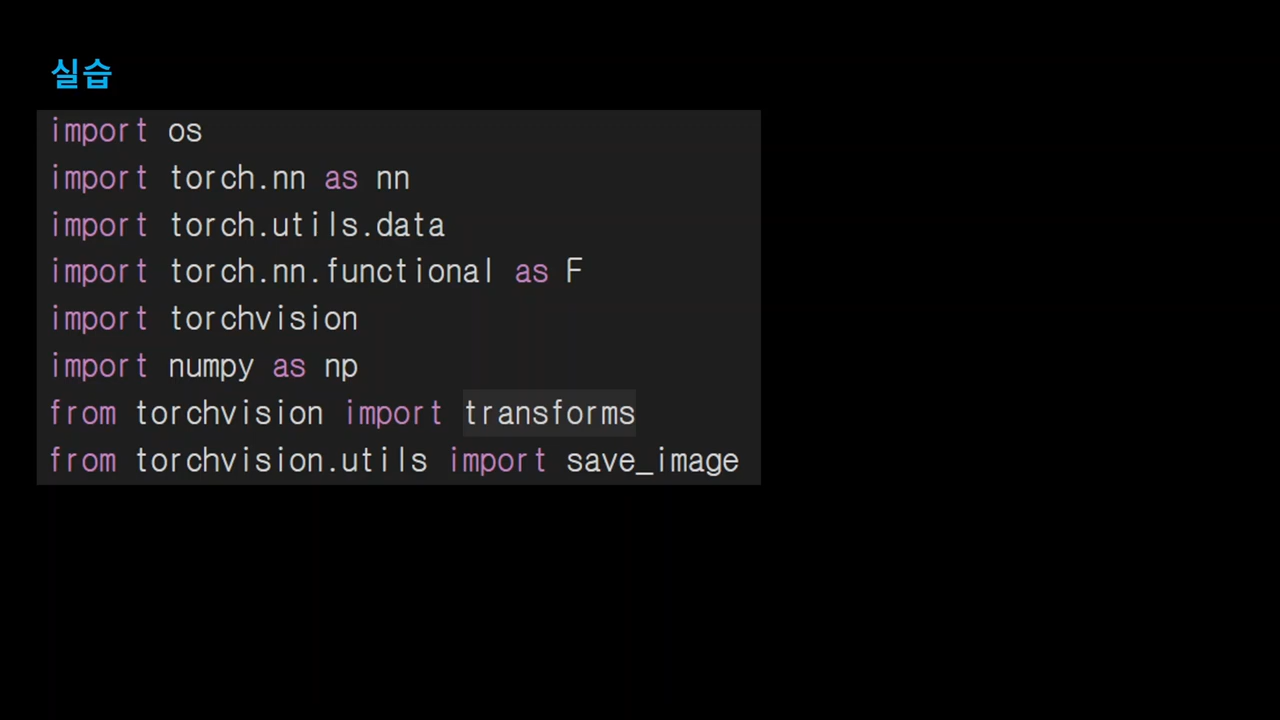 실습
import os
import torch.nn as nn
import torch.utils.data
import torch.nn.functional as F
import torchvision
import numpy as np
from torchvision import transforms
from torchvision.utils import save_image